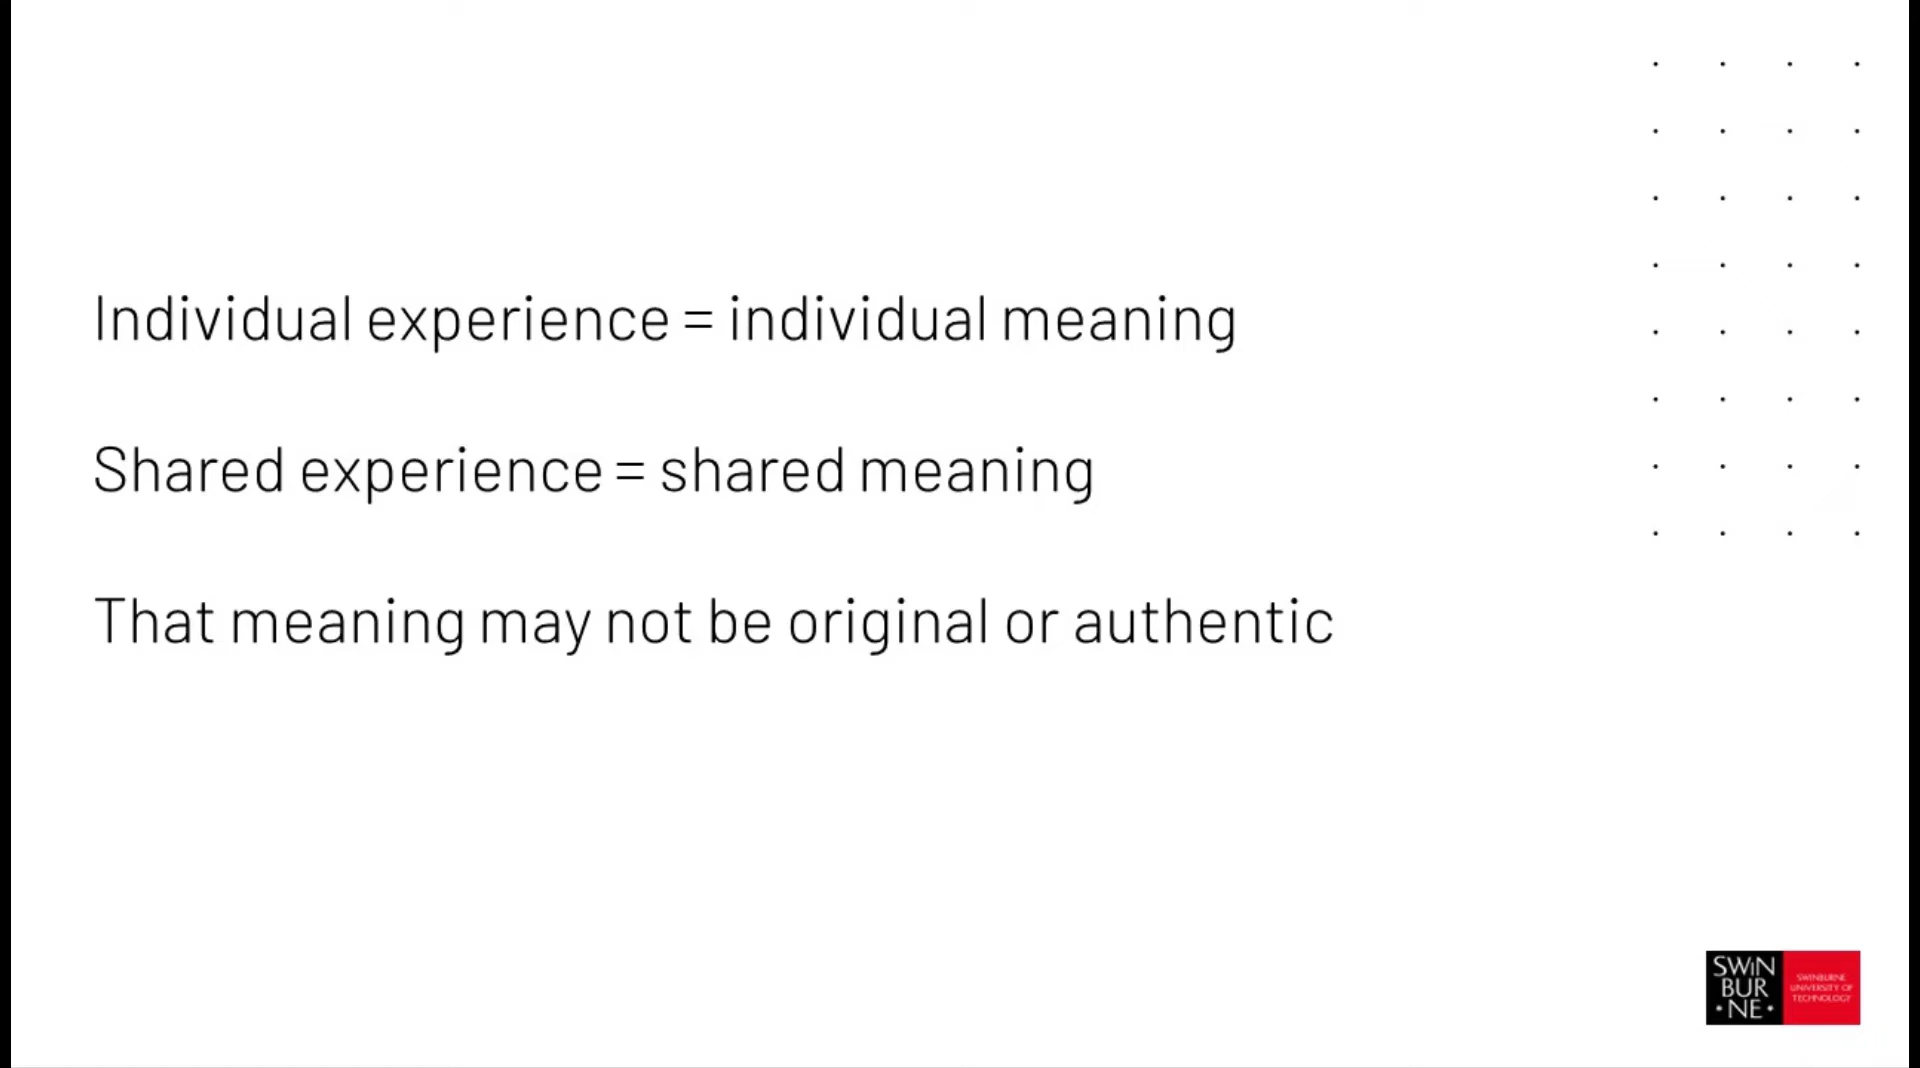 Individual experience = individual meaning
Shared experience = shared meaning
That meaning may not be original or authentic
SWiN
BUR
• NE •
SWINBURNE
UNIVERSITY OF
TECHNOLOGY